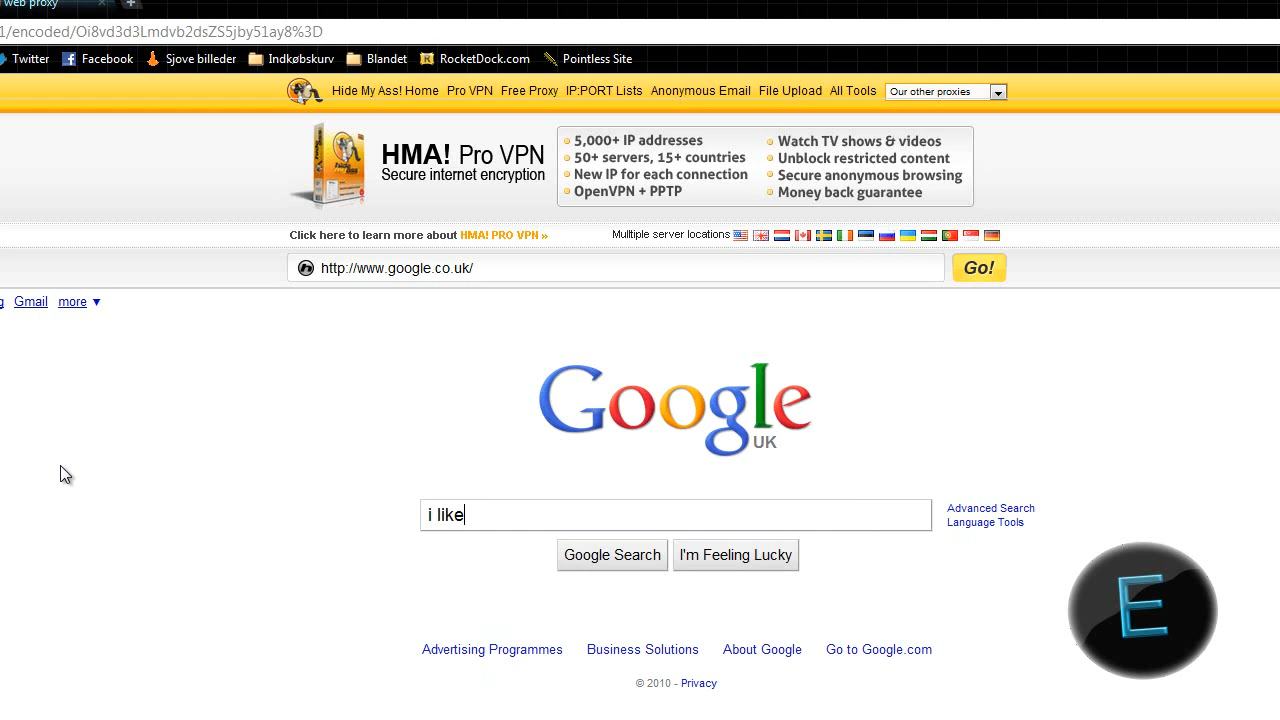 web proxy
1/encoded/Oi8vd3d3Lmdvb2dsZS5jby51ay8%3D
Twitter Facebook Sjove billeder Indkøbskurv Blandet RocketDock.com Pointless Site
Hide My Ass! Home Pro VPN Free Proxy IP:PORT Lists Anonymous Email File Upload All Tools Our other proxies
HMA! Pro VPN
Secure internet encryption
5,000+ IP addresses
50+ servers, 15+ countries
New IP for each connection
OpenVPN + PPTP
Watch TV shows & videos
Unblock restricted content
Secure anonymous browsing
Money back guarantee
Click here to learn more about HMA! PRO VPN » Mulltiple server locations
http://www.google.co.uk/ Go!
g Gmail more ▼
Google
UK
i like
Advanced Search
Language Tools
Google Search I'm Feeling Lucky
E
Advertising Programmes Business Solutions About Google Go to Google.com
© 2010 - Privacy